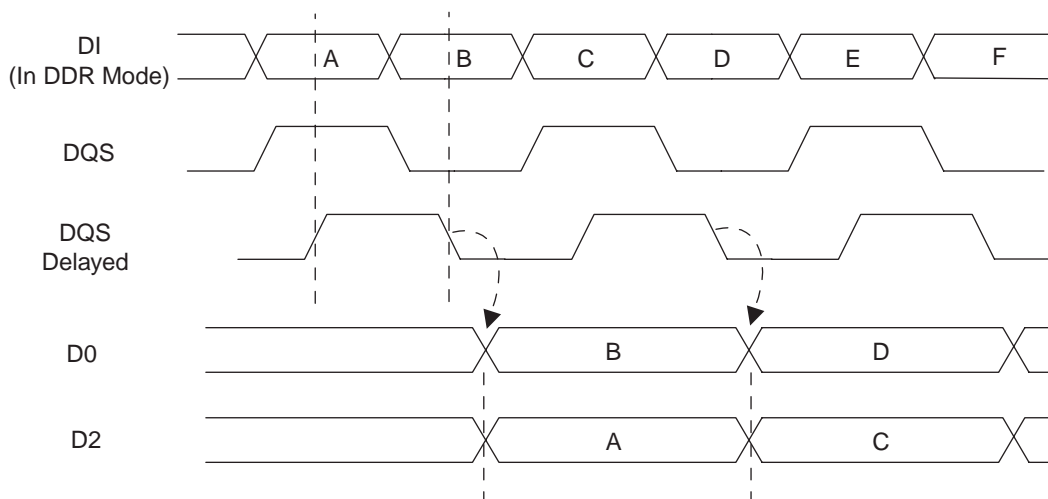 DI
(In DDR Mode)
A B C D E F
DQS
DQS
Delayed
D0
B D
D2
A C